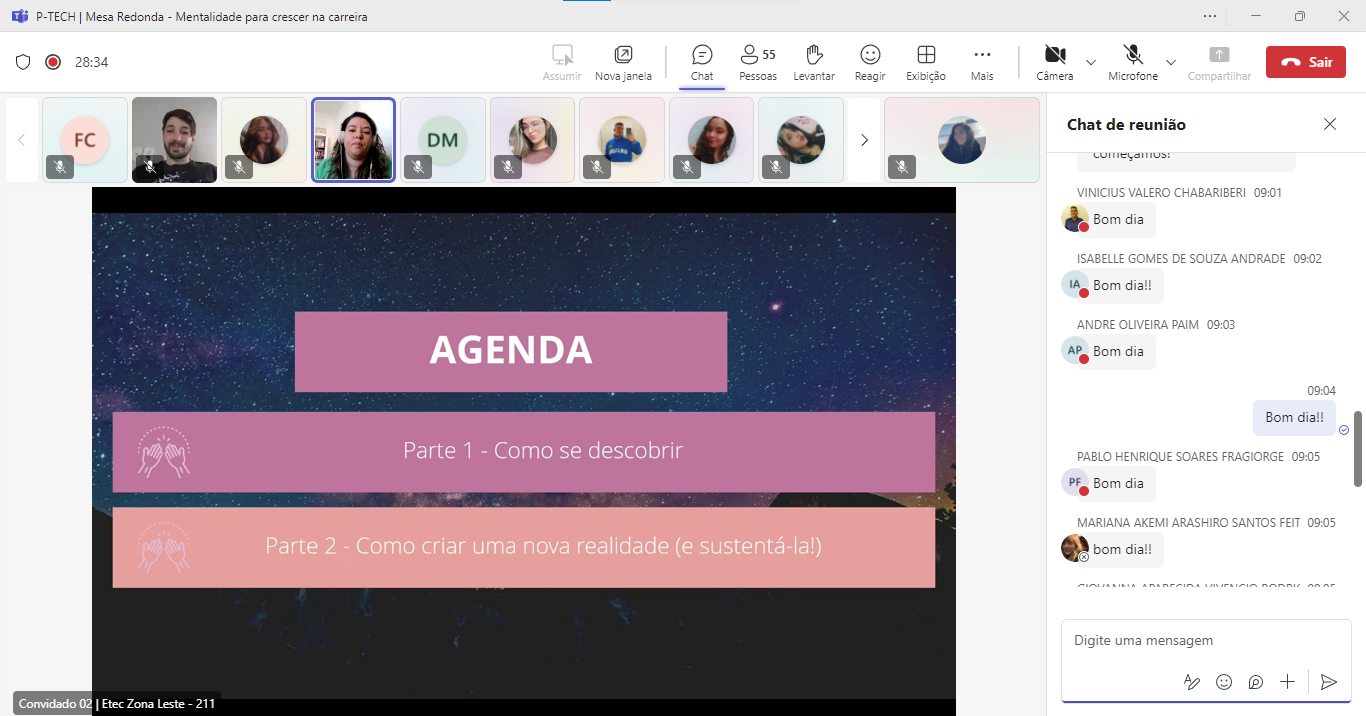 P-TECH | Mesa Redonda - Mentalidade para crescer na carreira
28:34
Assumir
Nova janela
Chat
55
Pessoas
Levantar
Reagir
Exibição
Mais
Câmera
Microfone
Compartilhar
Sair
FC
DM
AGENDA
Parte 1 - Como se descobrir
Parte 2 - Como criar uma nova realidade (e sustentá-la!)
Convidado 02 | Etec Zona Leste - 211
Chat de reunião
começamos!
VINICIUS VALERO CHABARIBERI 09:01
Bom dia
ISABELLE GOMES DE SOUZA ANDRADE 09:02
IA
Bom dia!!
ANDRE OLIVEIRA PAIM 09:03
AP
Bom dia
09:04
Bom dia!!
PABLO HENRIQUE SOARES FRAGIORGE 09:05
PF
Bom dia
MARIANA AKEMI ARASHIRO SANTOS FEIT 09:05
bom dia!!
GIOVANNA APARECIDA 09:05
Digite uma mensagem